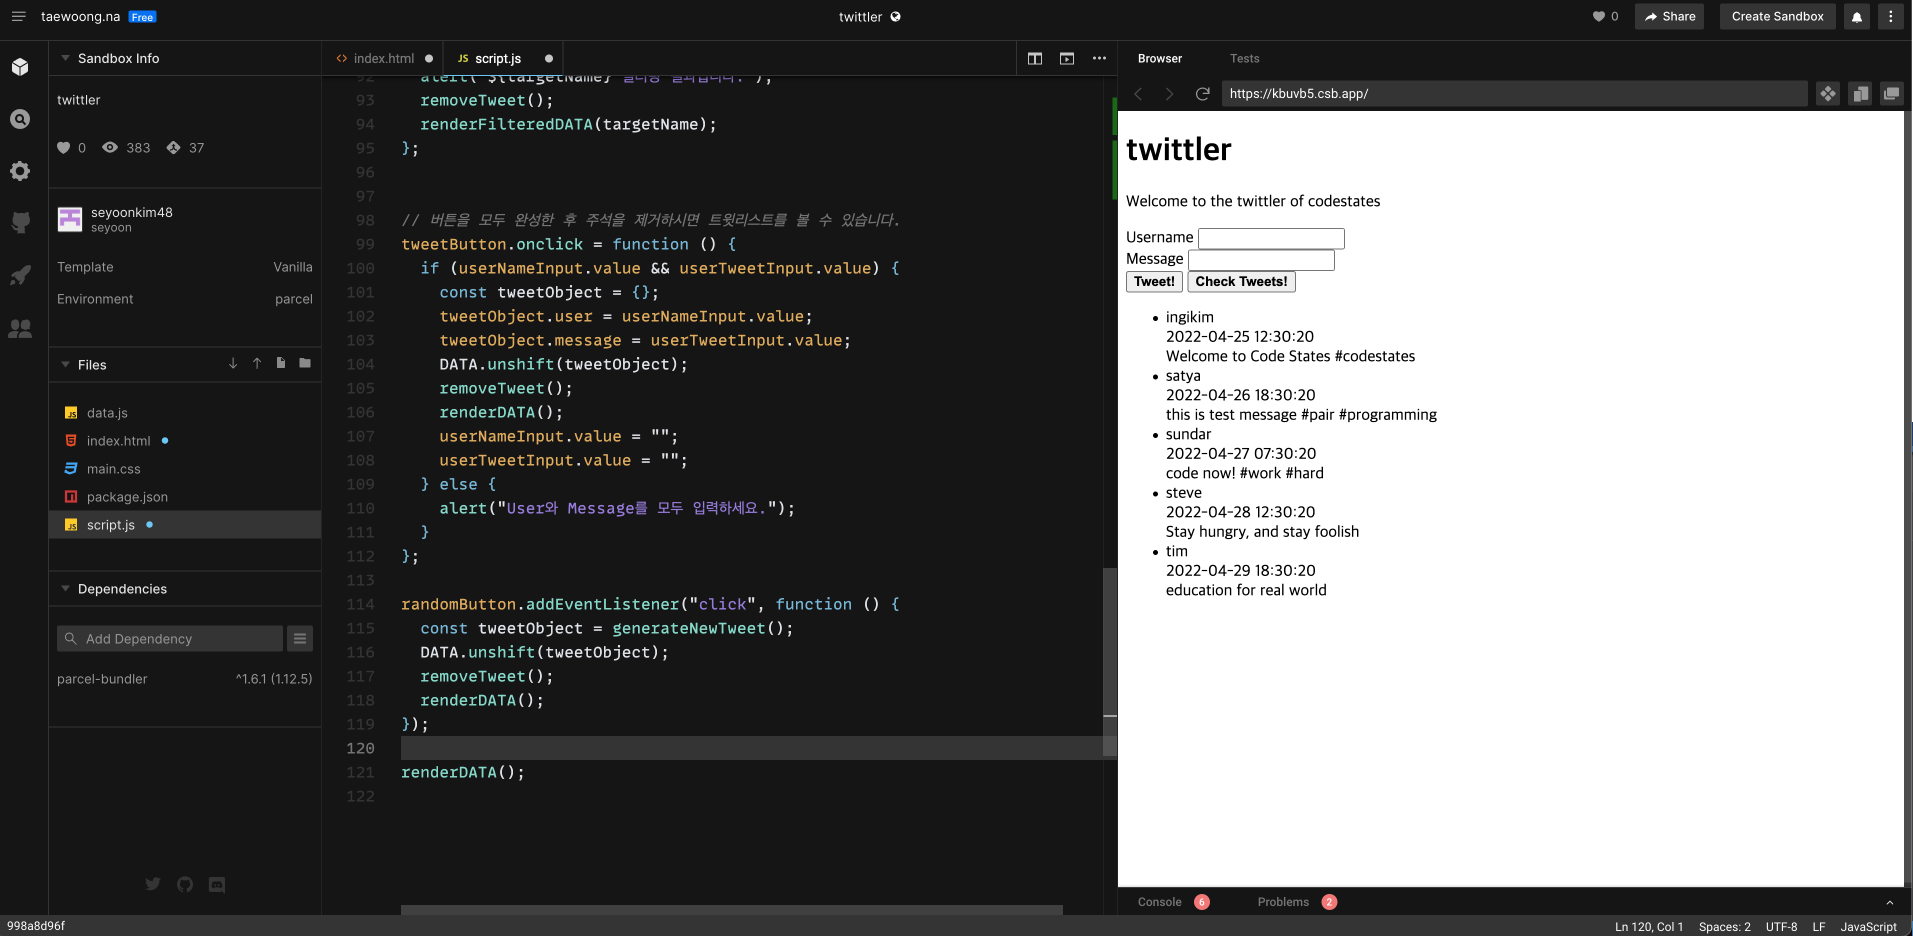 taewoong.na Free
twittler
0
Share
Create Sandbox
Sandbox Info
twittler
0 383 37
seyoonkim48
seyoon
Template Vanilla
Environment parcel
Files
data.js
index.html
main.css
package.json
script.js
Dependencies
Add Dependency
parcel-bundler ^1.6.1 (1.12.5)
index.html
JS script.js
92 alert(`${targetName}
93 removeTweet();
94 renderFilteredDATA(targetName);
95 };
96
97
98 // 버튼을 모두 완성한 후 주석을 제거하시면 트윗리스트를 볼 수 있습니다.
99 tweetButton.onclick = function () {
100 if (userNameInput.value && userTweetInput.value) {
101 const tweetObject = {};
102 tweetObject.user = userNameInput.value;
103 tweetObject.message = userTweetInput.value;
104 DATA.unshift(tweetObject);
105 removeTweet();
106 renderDATA();
107 userNameInput.value = "";
108 userTweetInput.value = "";
109 } else {
110 alert("User와 Message를 모두 입력하세요.");
111 }
112 };
113
114 randomButton.addEventListener("click", function () {
115 const tweetObject = generateNewTweet();
116 DATA.unshift(tweetObject);
117 removeTweet();
118 renderDATA();
119 });
120
121 renderDATA();
122
Browser Tests
https://kbuvb5.csb.app/
twittler
Welcome to the twittler of codestates
Username
Message
Tweet! Check Tweets!
• ingikim
2022-04-25 12:30:20
Welcome to Code States #codestates
• satya
2022-04-26 18:30:20
this is test message #pair #programming
• sundar
2022-04-27 07:30:20
code now! #work #hard
• steve
2022-04-28 12:30:20
Stay hungry, and stay foolish
• tim
2022-04-29 18:30:20
education for real world
Console 6 Problems 2
998a8d96f
Ln 120, Col 1 Spaces: 2 UTF-8 LF JavaScript